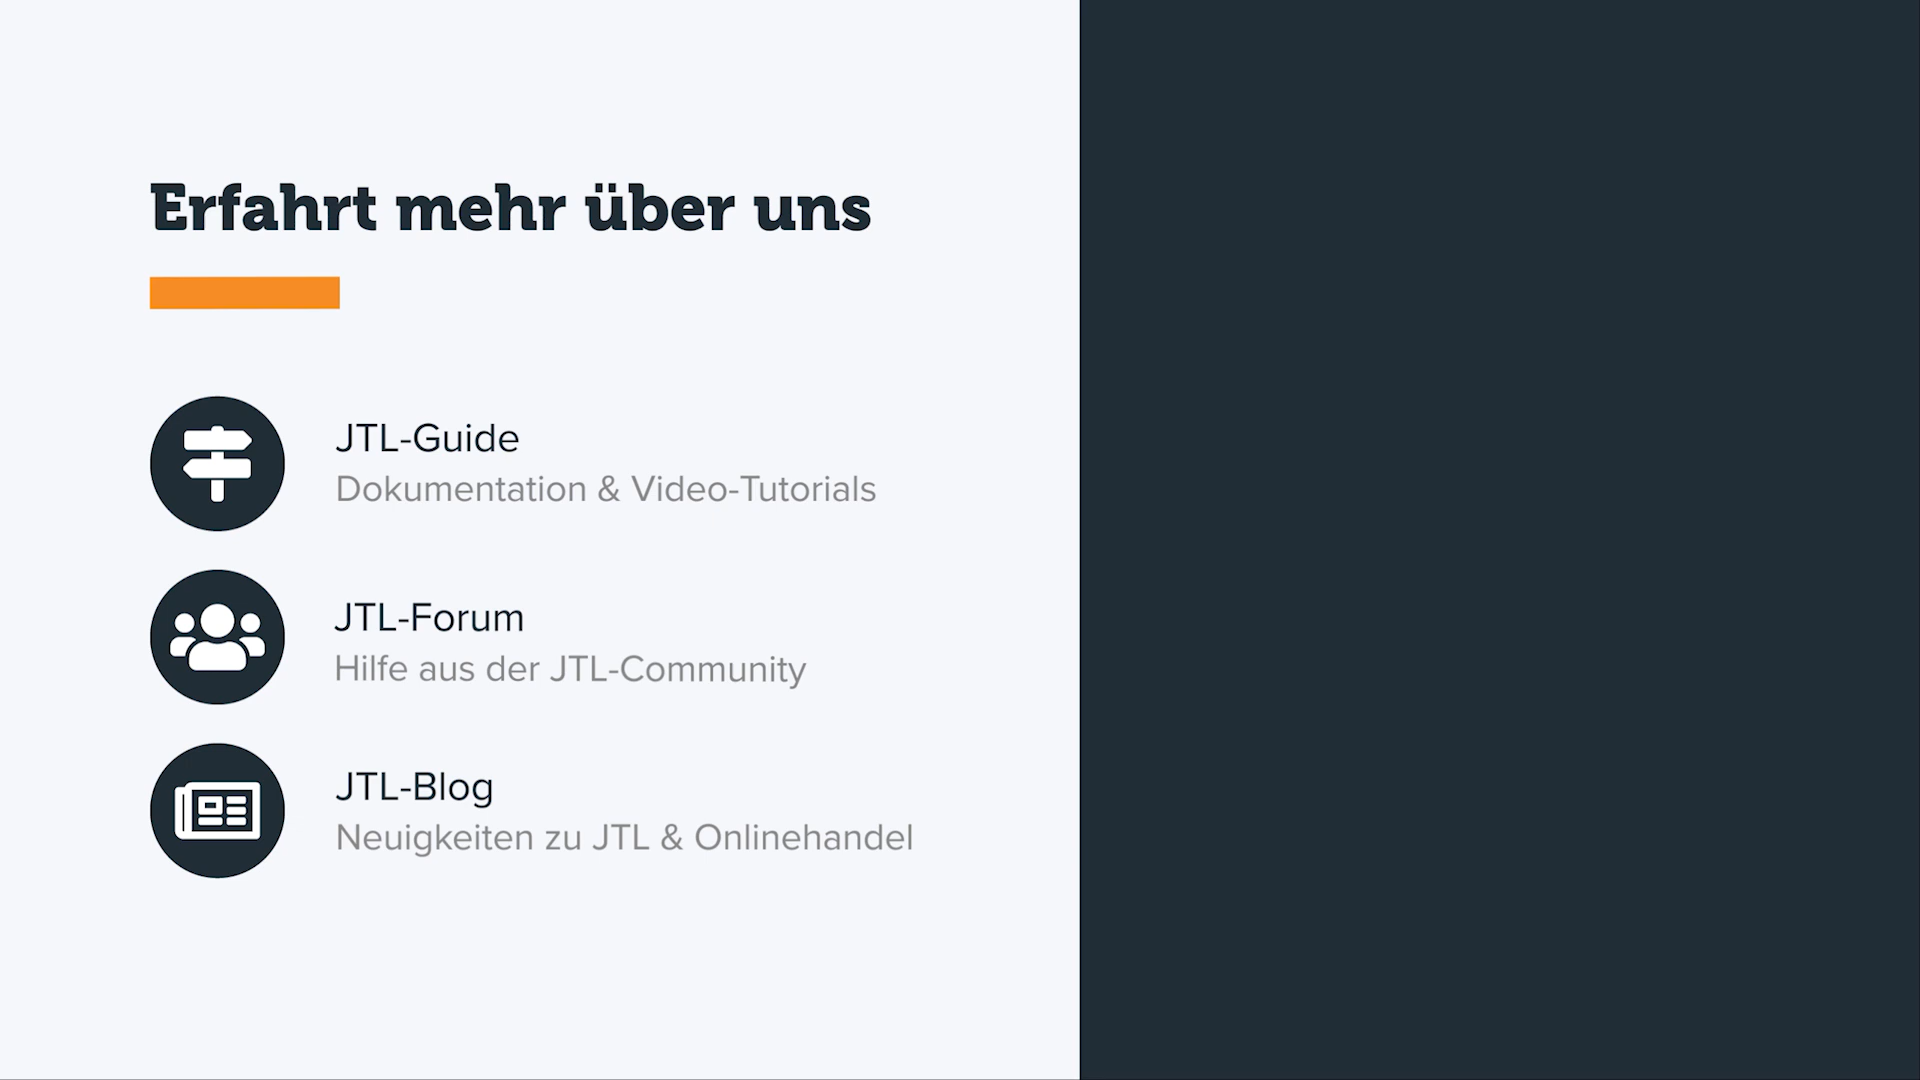 Erfahrt mehr über uns
JTL-Guide
Dokumentation & Video-Tutorials
JTL-Forum
Hilfe aus der JTL-Community
JTL-Blog
Neuigkeiten zu JTL & Onlinehandel